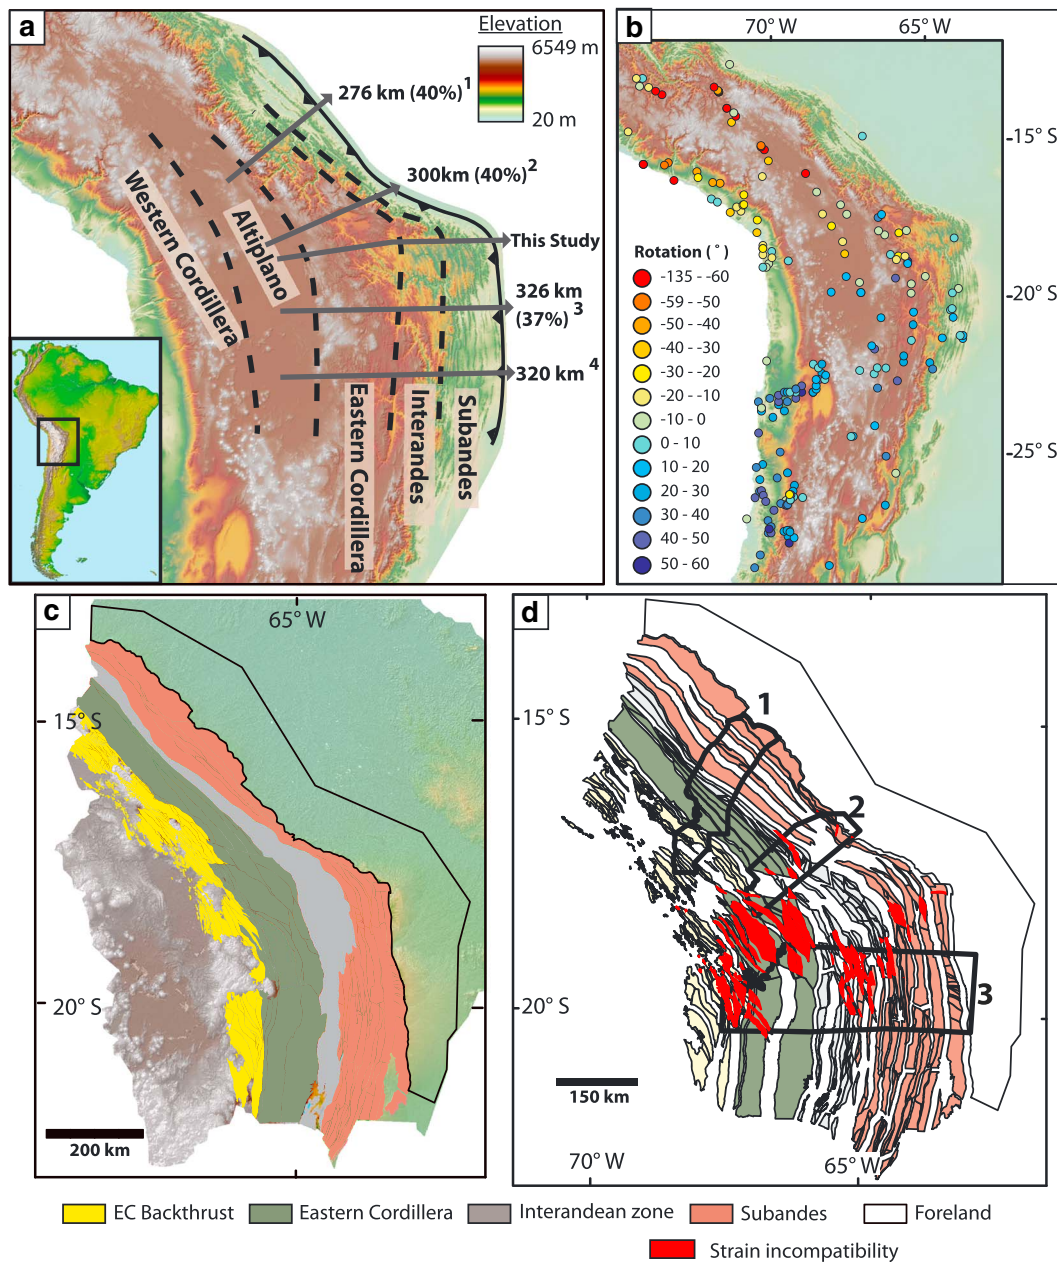 a
Elevation
6549 m
20 m
276 km (40%)1
300km (40%)2
This Study
326 km
(37%)3
320 km4
Western Cordillera
Altiplano
Eastern Cordillera
Interandes
Subandes
b
70° W
65° W
15° S
20° S
25° S
Rotation (°)
-135 - -60
-59 - -50
-50 - -40
-40 - -30
-30 - -20
-20 - -10
-10 - 0
0 - 10
10 - 20
20 - 30
30 - 40
40 - 50
50 - 60
c
65° W
15° S
20° S
200 km
d
15° S
20° S
1
2
3
150 km
70° W
65° W
EC Backthrust
Eastern Cordillera
Interandean zone
Subandes
Foreland
Strain incompatibility